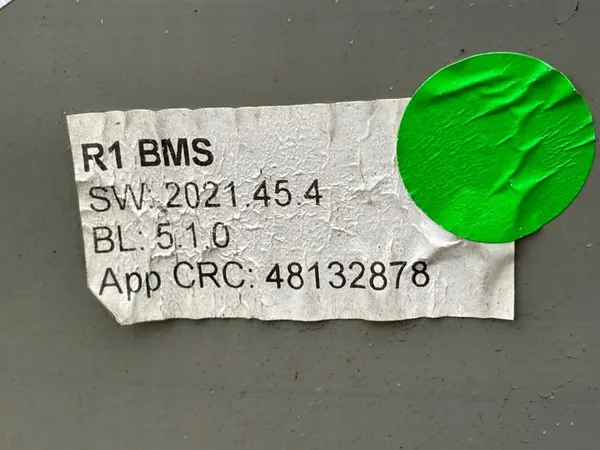 R1 BMS
SW: 2021.45.4
BL: 5.1.0
App CRC: 48132878